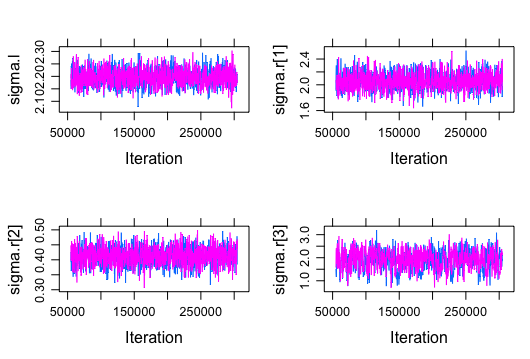 sigma.l
2.10 2.20 2.30
50000 150000 250000
Iteration
sigma.r[1]
1.6 2.0 2.4
50000 150000 250000
Iteration
sigma.r[2]
0.30 0.40 0.50
50000 150000 250000
Iteration
sigma.r[3]
1.0 2.0 3.0
50000 150000 250000
Iteration